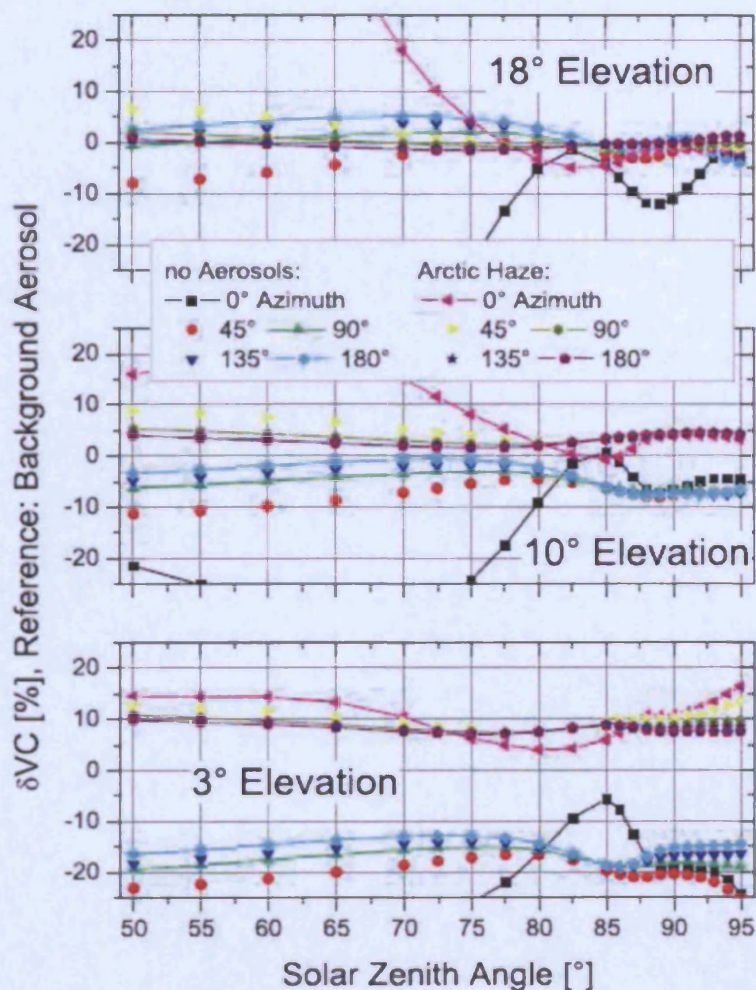 20
10
0
-10
-20
18° Elevation
no Aerosols:
0° Azimuth
45° 90°
135° 180°
Arctic Haze:
0° Azimuth
45° 90°
135° 180°
20
10
0
-10
-20
10° Elevation
20
10
0
-10
-20
3° Elevation
50 55 60 65 70 75 80 85 90 95
Solar Zenith Angle [°]
δVC [%], Reference: Background Aerosol